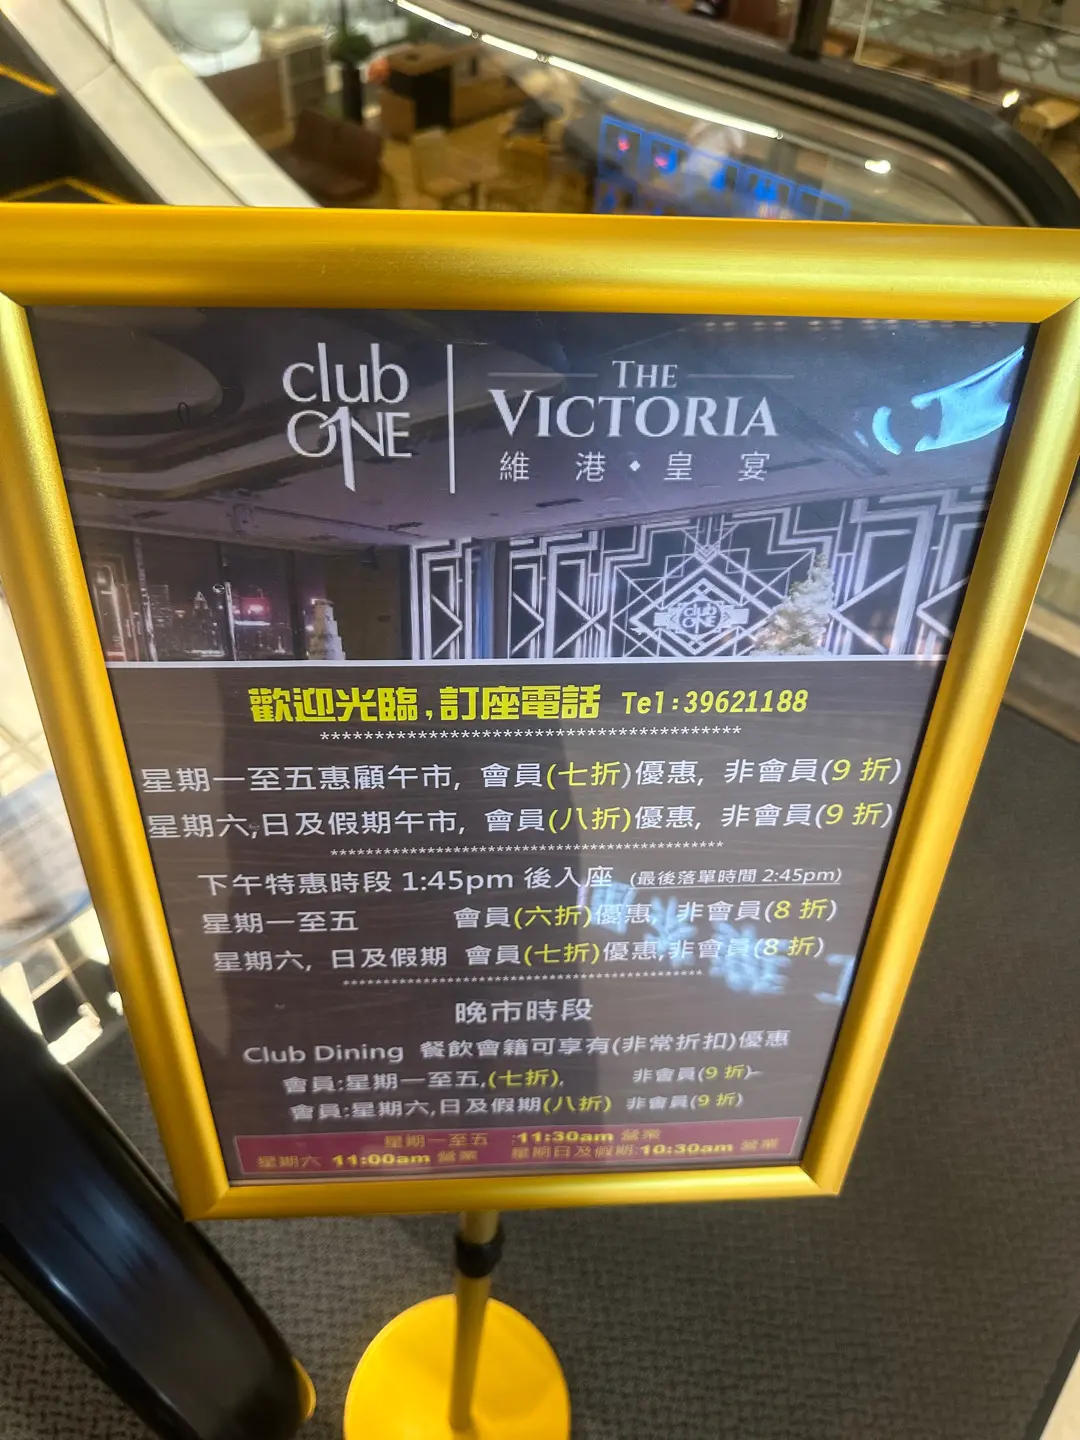 club ONE
THE VICTORIA
維港•皇宴
club ONE
歡迎光臨,訂座電話 Tel:39621188
***************************************
星期一至五惠顧午市, 會員(七折)優惠, 非會員(9 折)
星期六,日及假期午市, 會員(八折)優惠, 非會員(9 折)
***************************************
下午特惠時段 1:45pm 後入座 (最後落單時間 2:45pm)
星期一至五 會員(六折)優惠, 非會員(8 折)
星期六, 日及假期 會員(七折)優惠,非會員(8 折)
***************************************
晚市時段
Club Dining 餐飲會籍可享有(非常折扣)優惠
會員:星期一至五,(七折), 非會員(9 折)
會員:星期六,日及假期(八折) 非會員(9 折)
星期一至五 :11:30am 營業
星期六 11:00am 營業 星期日及假期:10:30am 營業